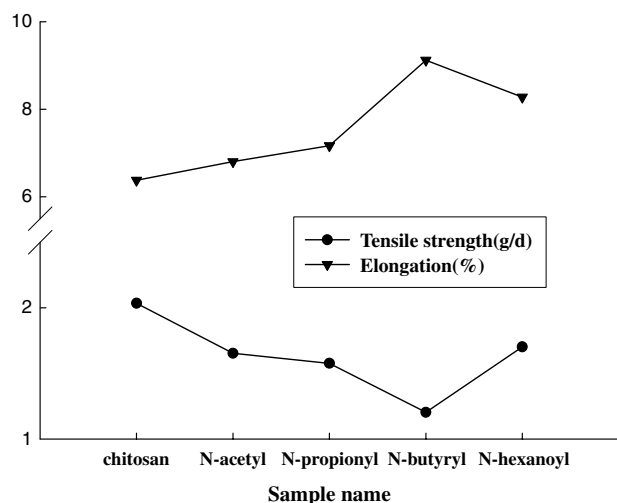 10
8
6
Tensile strength(g/d)
Elongation(%)
2
1
chitosan N-acetyl N-propionyl N-butyryl N-hexanoyl
Sample name